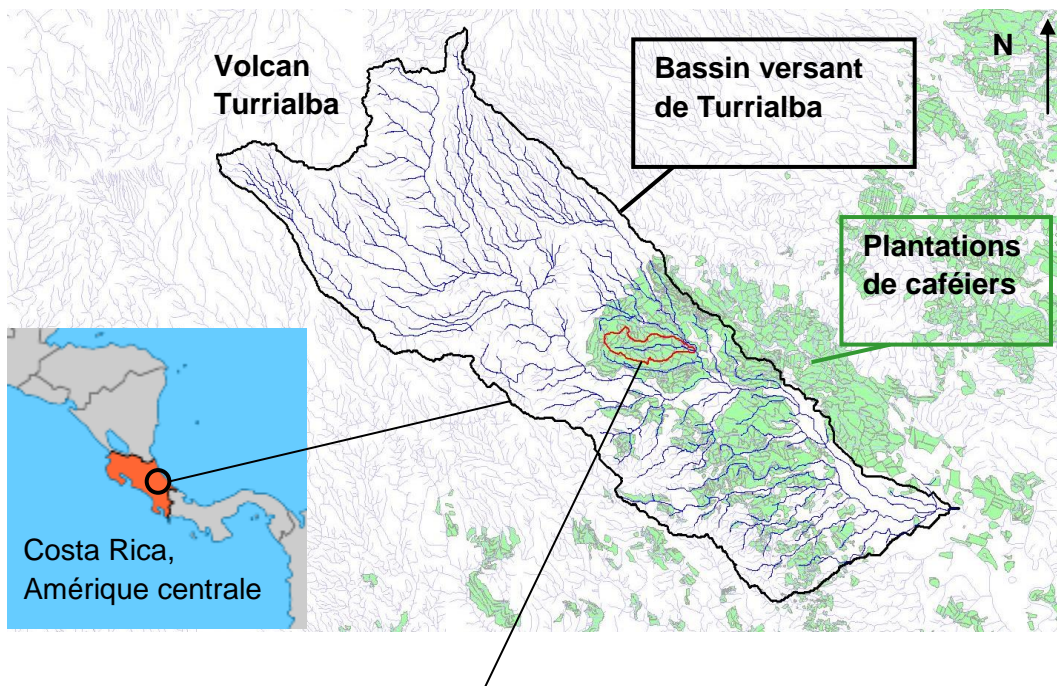 Volcan
Turrialba
Bassin versant
de Turrialba
N
Plantations
de caféiers
Costa Rica,
Amérique centrale